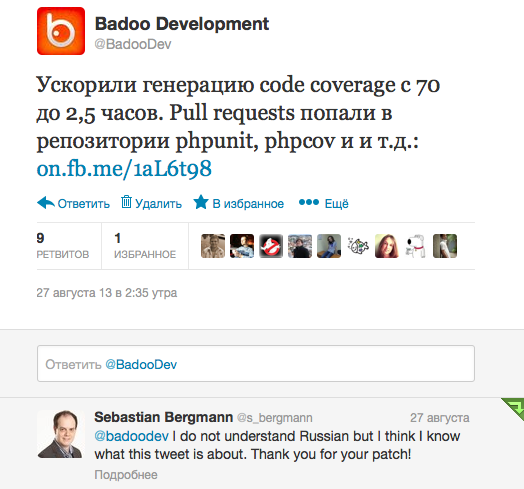 Badoo Development
@BadooDev
Ускорили генерацию code coverage с 70
до 2,5 часов. Pull requests попали в
репозитории phpunit, phpcov и и т.д.:
on.fb.me/1aL6t98
Ответить Удалить В избранное Ещё
9 1
РЕТВИТОВ ИЗБРАННОЕ
27 августа 13 в 2:35 утра
Ответить @BadooDev
Sebastian Bergmann @s_bergmann 27 августа
@badoodev I do not understand Russian but I think I know
what this tweet is about. Thank you for your patch!
Подробнее